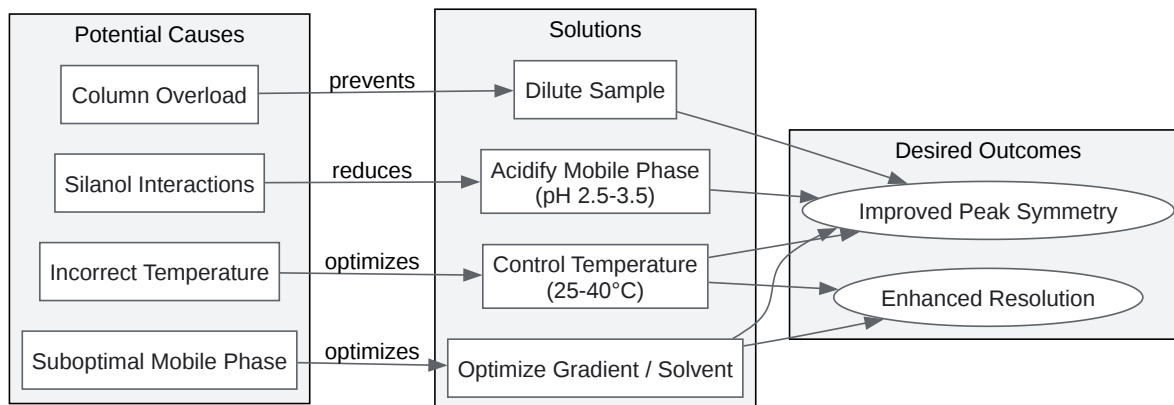 Potential Causes
Solutions
Desired Outcomes
Column Overload
prevents
Dilute Sample
Silanol Interactions
reduces
Acidify Mobile Phase
(pH 2.5-3.5)
Improved Peak Symmetry
Incorrect Temperature
optimizes
Control Temperature
(25-40°C)
Enhanced Resolution
Suboptimal Mobile Phase
optimizes
Optimize Gradient / Solvent